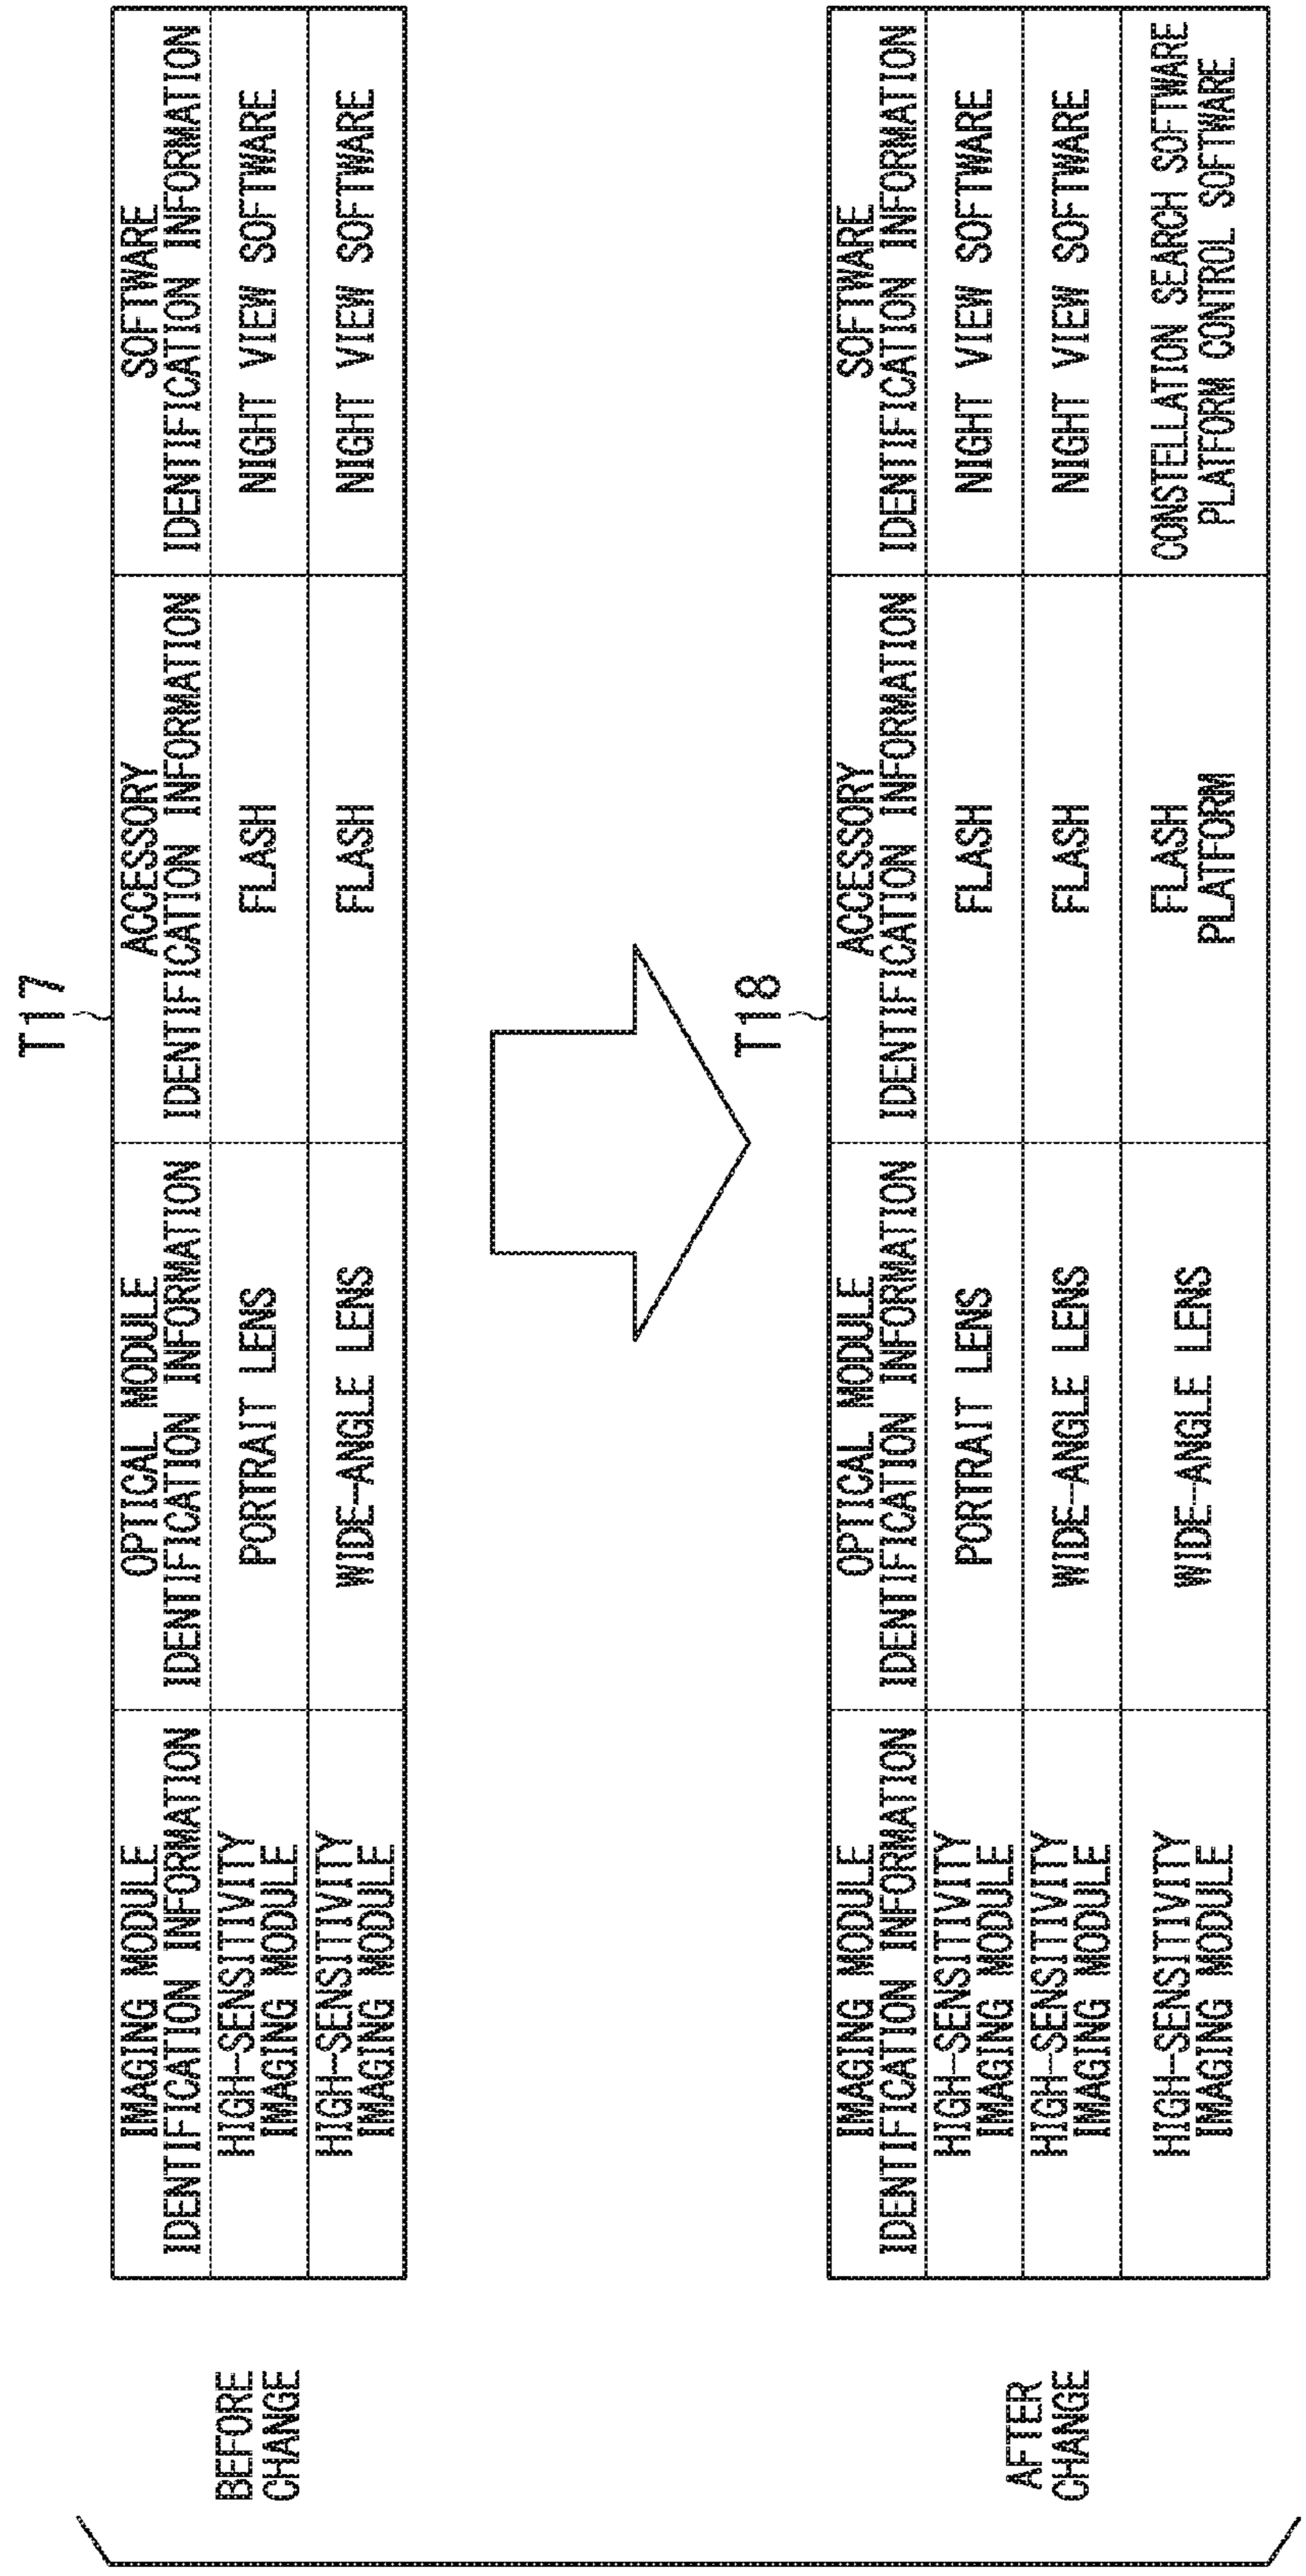 T17
BEFORE
CHANGE
IMAGING MODULE
IDENTIFICATION INFORMATION
OPTICAL MODULE
IDENTIFICATION INFORMATION
ACCESSORY
IDENTIFICATION INFORMATION
SOFTWARE
IDENTIFICATION INFORMATION
HIGH-SENSITIVITY
IMAGING MODULE
PORTRAIT LENS
FLASH
NIGHT VIEW SOFTWARE
HIGH-SENSITIVITY
IMAGING MODULE
WIDE-ANGLE LENS
FLASH
NIGHT VIEW SOFTWARE
T18
AFTER
CHANGE
IMAGING MODULE
IDENTIFICATION INFORMATION
OPTICAL MODULE
IDENTIFICATION INFORMATION
ACCESSORY
IDENTIFICATION INFORMATION
SOFTWARE
IDENTIFICATION INFORMATION
HIGH-SENSITIVITY
IMAGING MODULE
PORTRAIT LENS
FLASH
NIGHT VIEW SOFTWARE
HIGH-SENSITIVITY
IMAGING MODULE
WIDE-ANGLE LENS
FLASH
NIGHT VIEW SOFTWARE
HIGH-SENSITIVITY
IMAGING MODULE
WIDE-ANGLE LENS
FLASH
PLATFORM
CONSTELLATION SEARCH SOFTWARE
PLATFORM CONTROL SOFTWARE